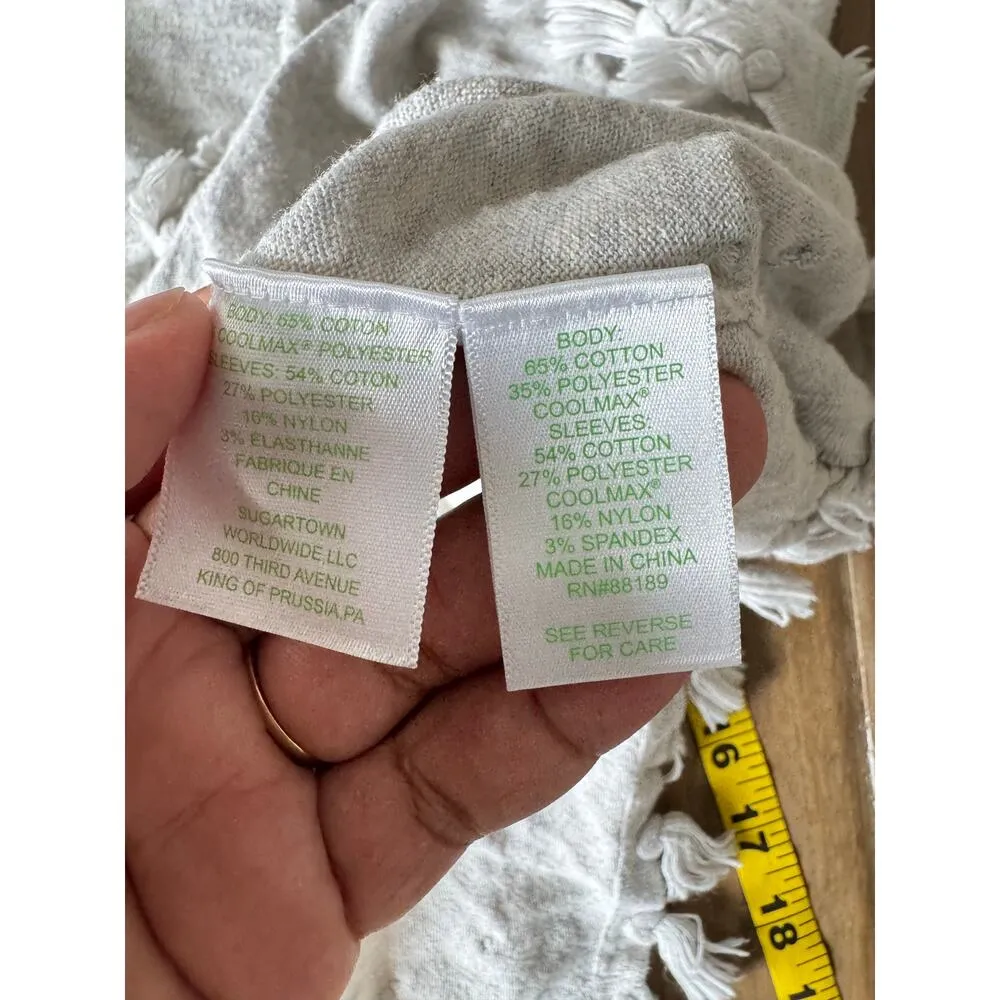 BODY: 65% COTON
COOLMAX® POLYESTER
SLEEVES: 54% COTON
27% POLYESTER
16% NYLON
3% ÉLASTHANNE
FABRIQUE EN
CHINE
SUGARTOWN
WORLDWIDE,LLC
800 THIRD AVENUE
KING OF PRUSSIA,PA
BODY:
65% COTTON
35% POLYESTER
COOLMAX®
SLEEVES:
54% COTTON
27% POLYESTER
COOLMAX®
16% NYLON
3% SPANDEX
MADE IN CHINA
RN#88189
SEE REVERSE
FOR CARE
16
17
18